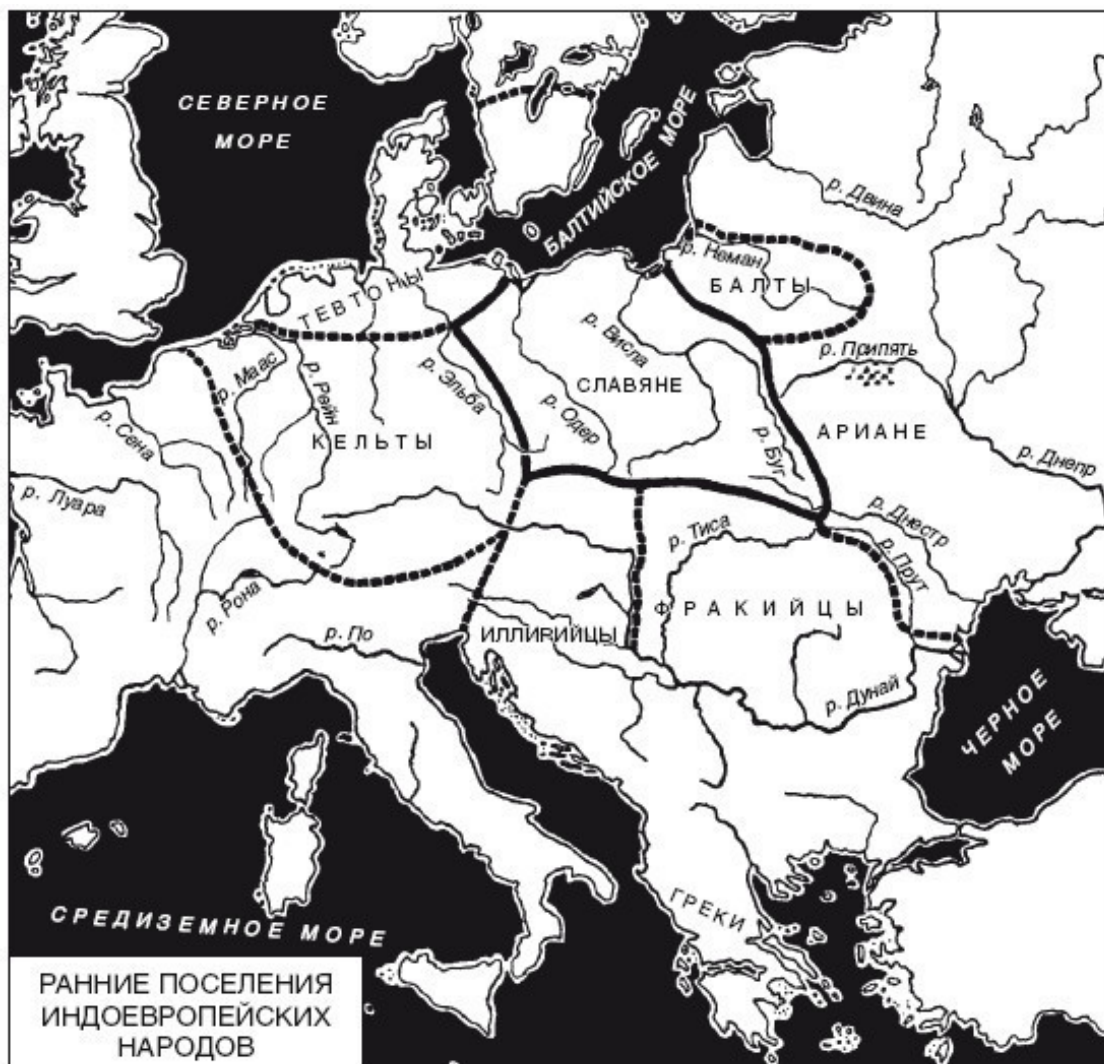 СЕВЕРНОЕ
МОРЕ
БАЛТИЙСКОЕ МОРЕ
р. Двина
р. Неман
БАЛТЫ
ТЕВТОНЫ
р. Висла
р. Припять
р. Маас
р. Рейн
р. Эльба
СЛАВЯНЕ
р. Одер
р. Сена
КЕЛЬТЫ
АРИАНЕ
р. Буг
р. Днепр
р. Луара
р. Днестр
р. Тиса
р. Прут
р. Рона
ФРАКИЙЦЫ
р. По
ИЛЛИРИЙЦЫ
р. Дунай
ЧЕРНОЕ
МОРЕ
ГРЕКИ
СРЕДИЗЕМНОЕ МОРЕ
РАННИЕ ПОСЕЛЕНИЯ
ИНДОЕВРОПЕЙСКИХ
НАРОДОВ